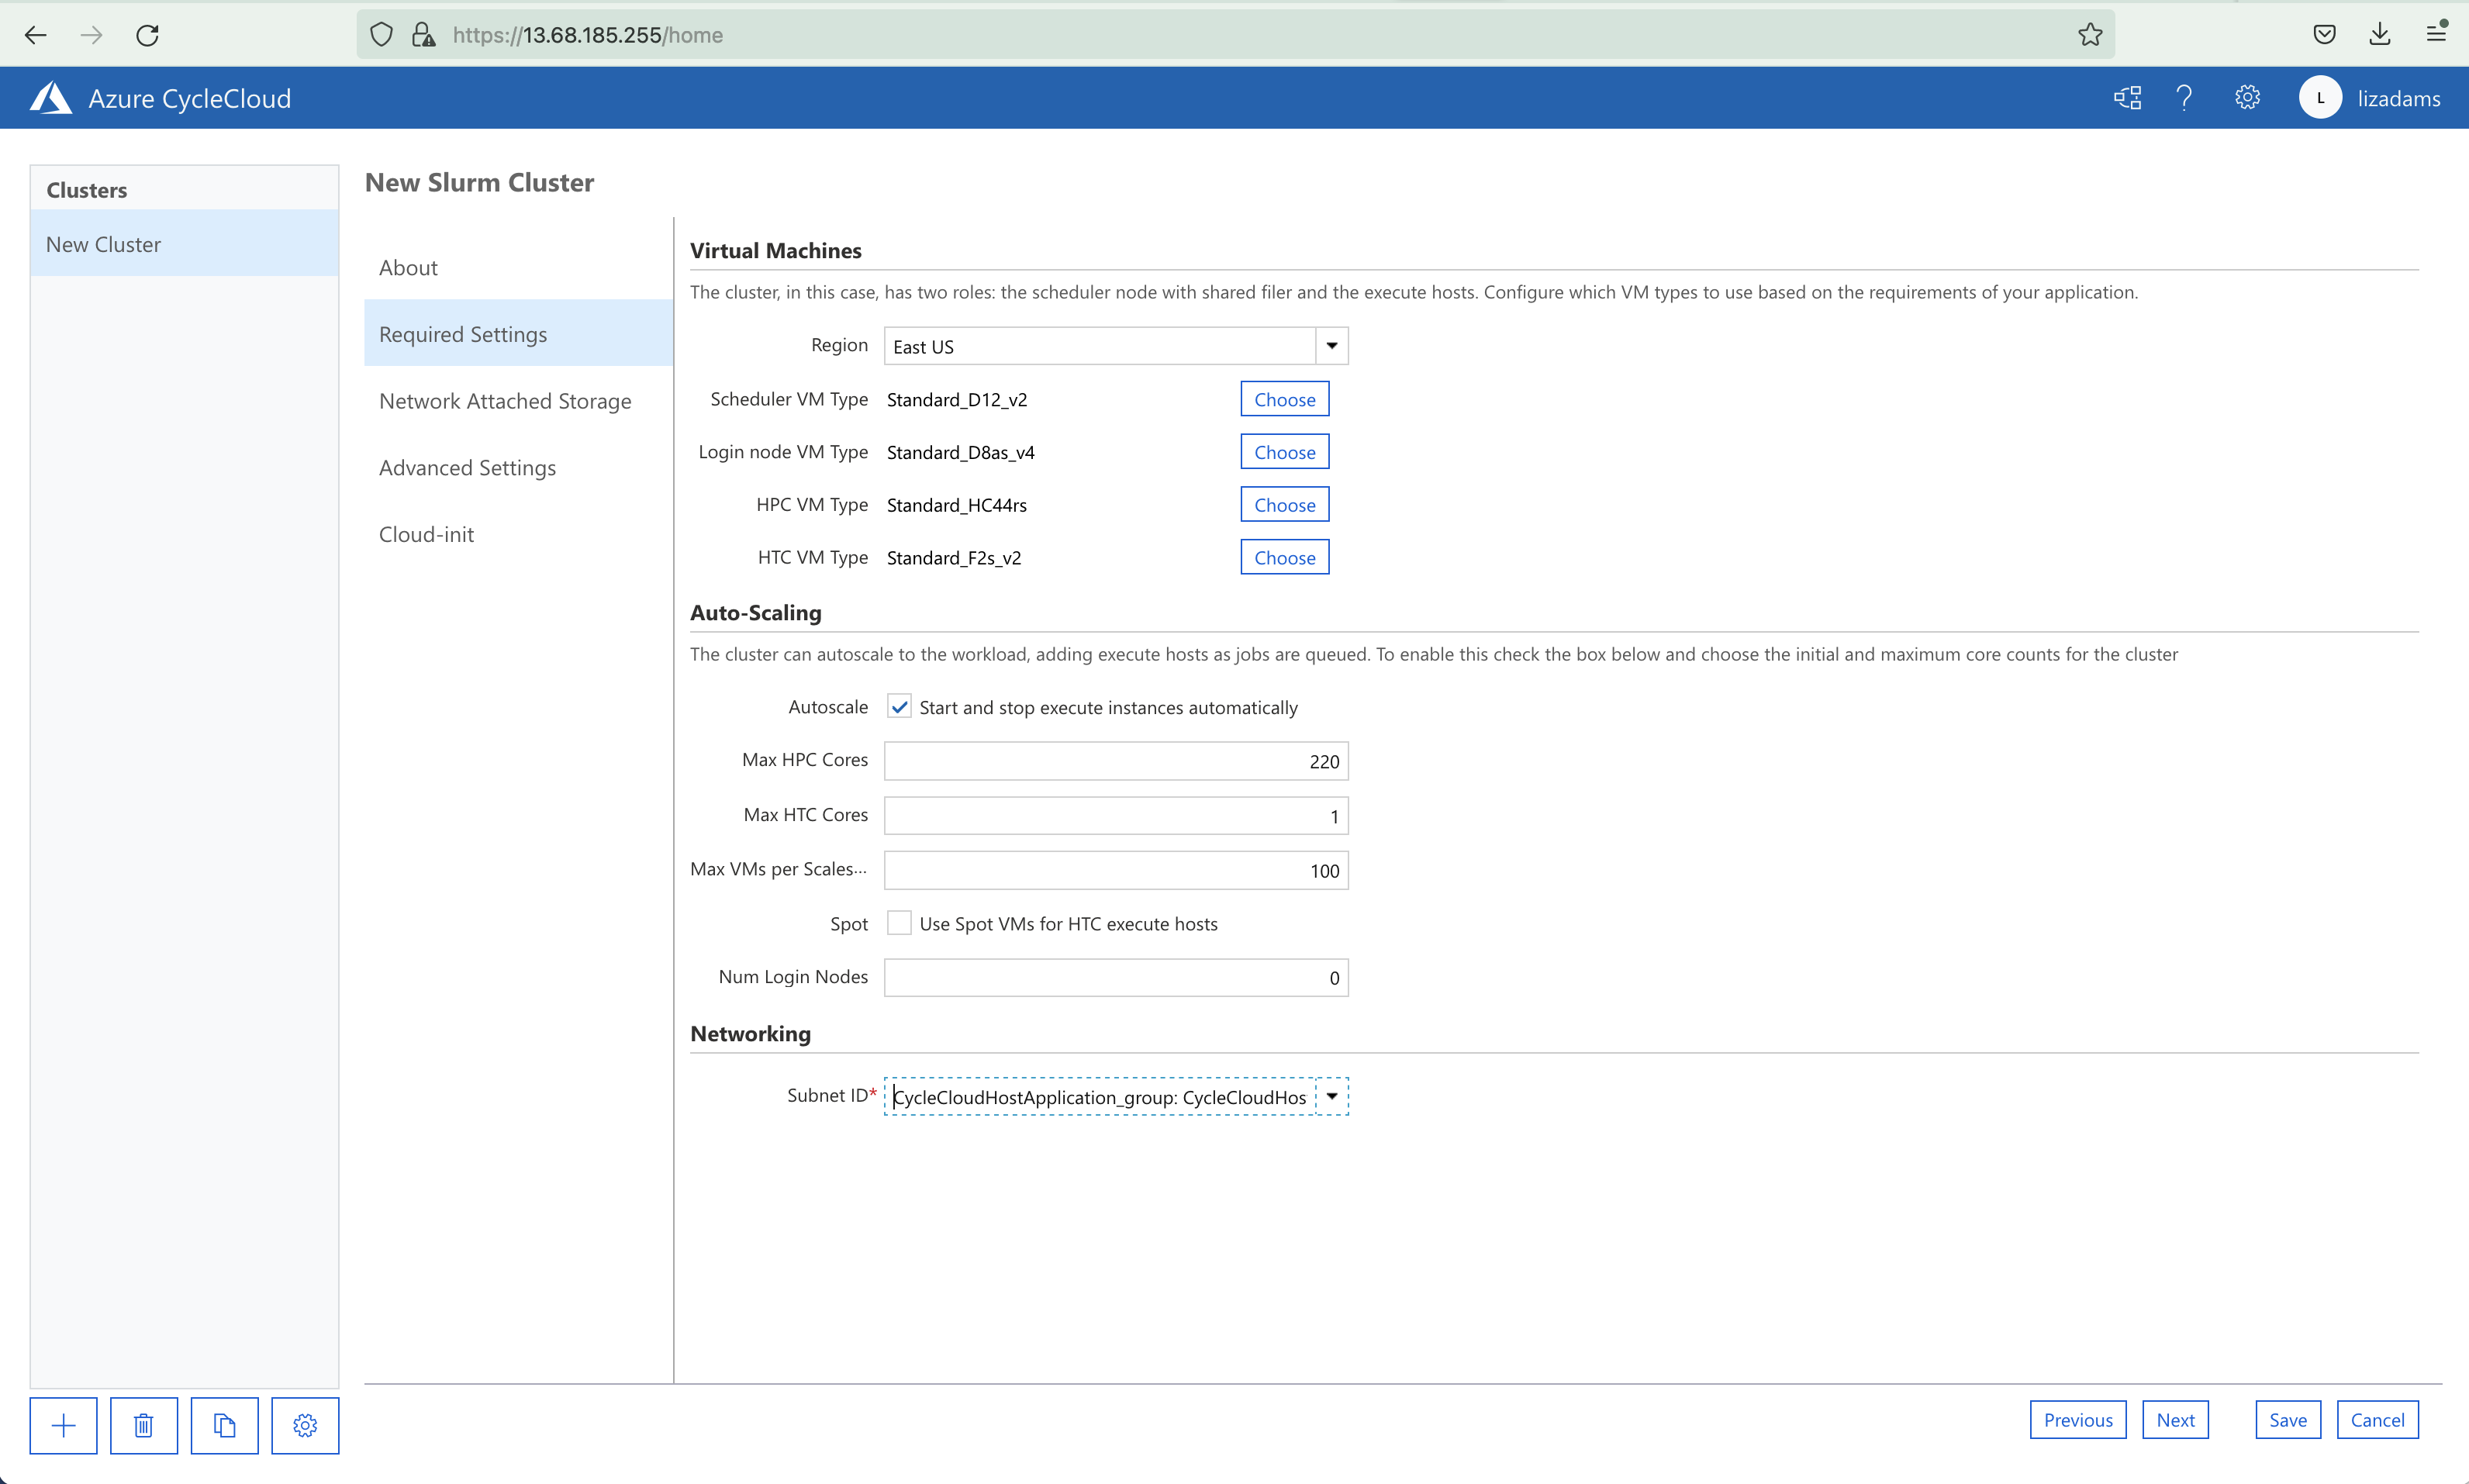 https://13.68.185.255/home
Azure CycleCloud
L
lizadams
Clusters
New Cluster
New Slurm Cluster
About
Required Settings
Network Attached Storage
Advanced Settings
Cloud-init
Virtual Machines
The cluster, in this case, has two roles: the scheduler node with shared filer and the execute hosts. Configure which VM types to use based on the requirements of your application.
Region East US
Scheduler VM Type Standard_D12_v2 Choose
Login node VM Type Standard_D8as_v4 Choose
HPC VM Type Standard_HC44rs Choose
HTC VM Type Standard_F2s_v2 Choose
Auto-Scaling
The cluster can autoscale to the workload, adding execute hosts as jobs are queued. To enable this check the box below and choose the initial and maximum core counts for the cluster
Autoscale Start and stop execute instances automatically
Max HPC Cores 220
Max HTC Cores 1
Max VMs per Scales... 100
Spot Use Spot VMs for HTC execute hosts
Num Login Nodes 0
Networking
Subnet ID* CycleCloudHostApplication_group: CycleCloudHos
Previous Next Save Cancel